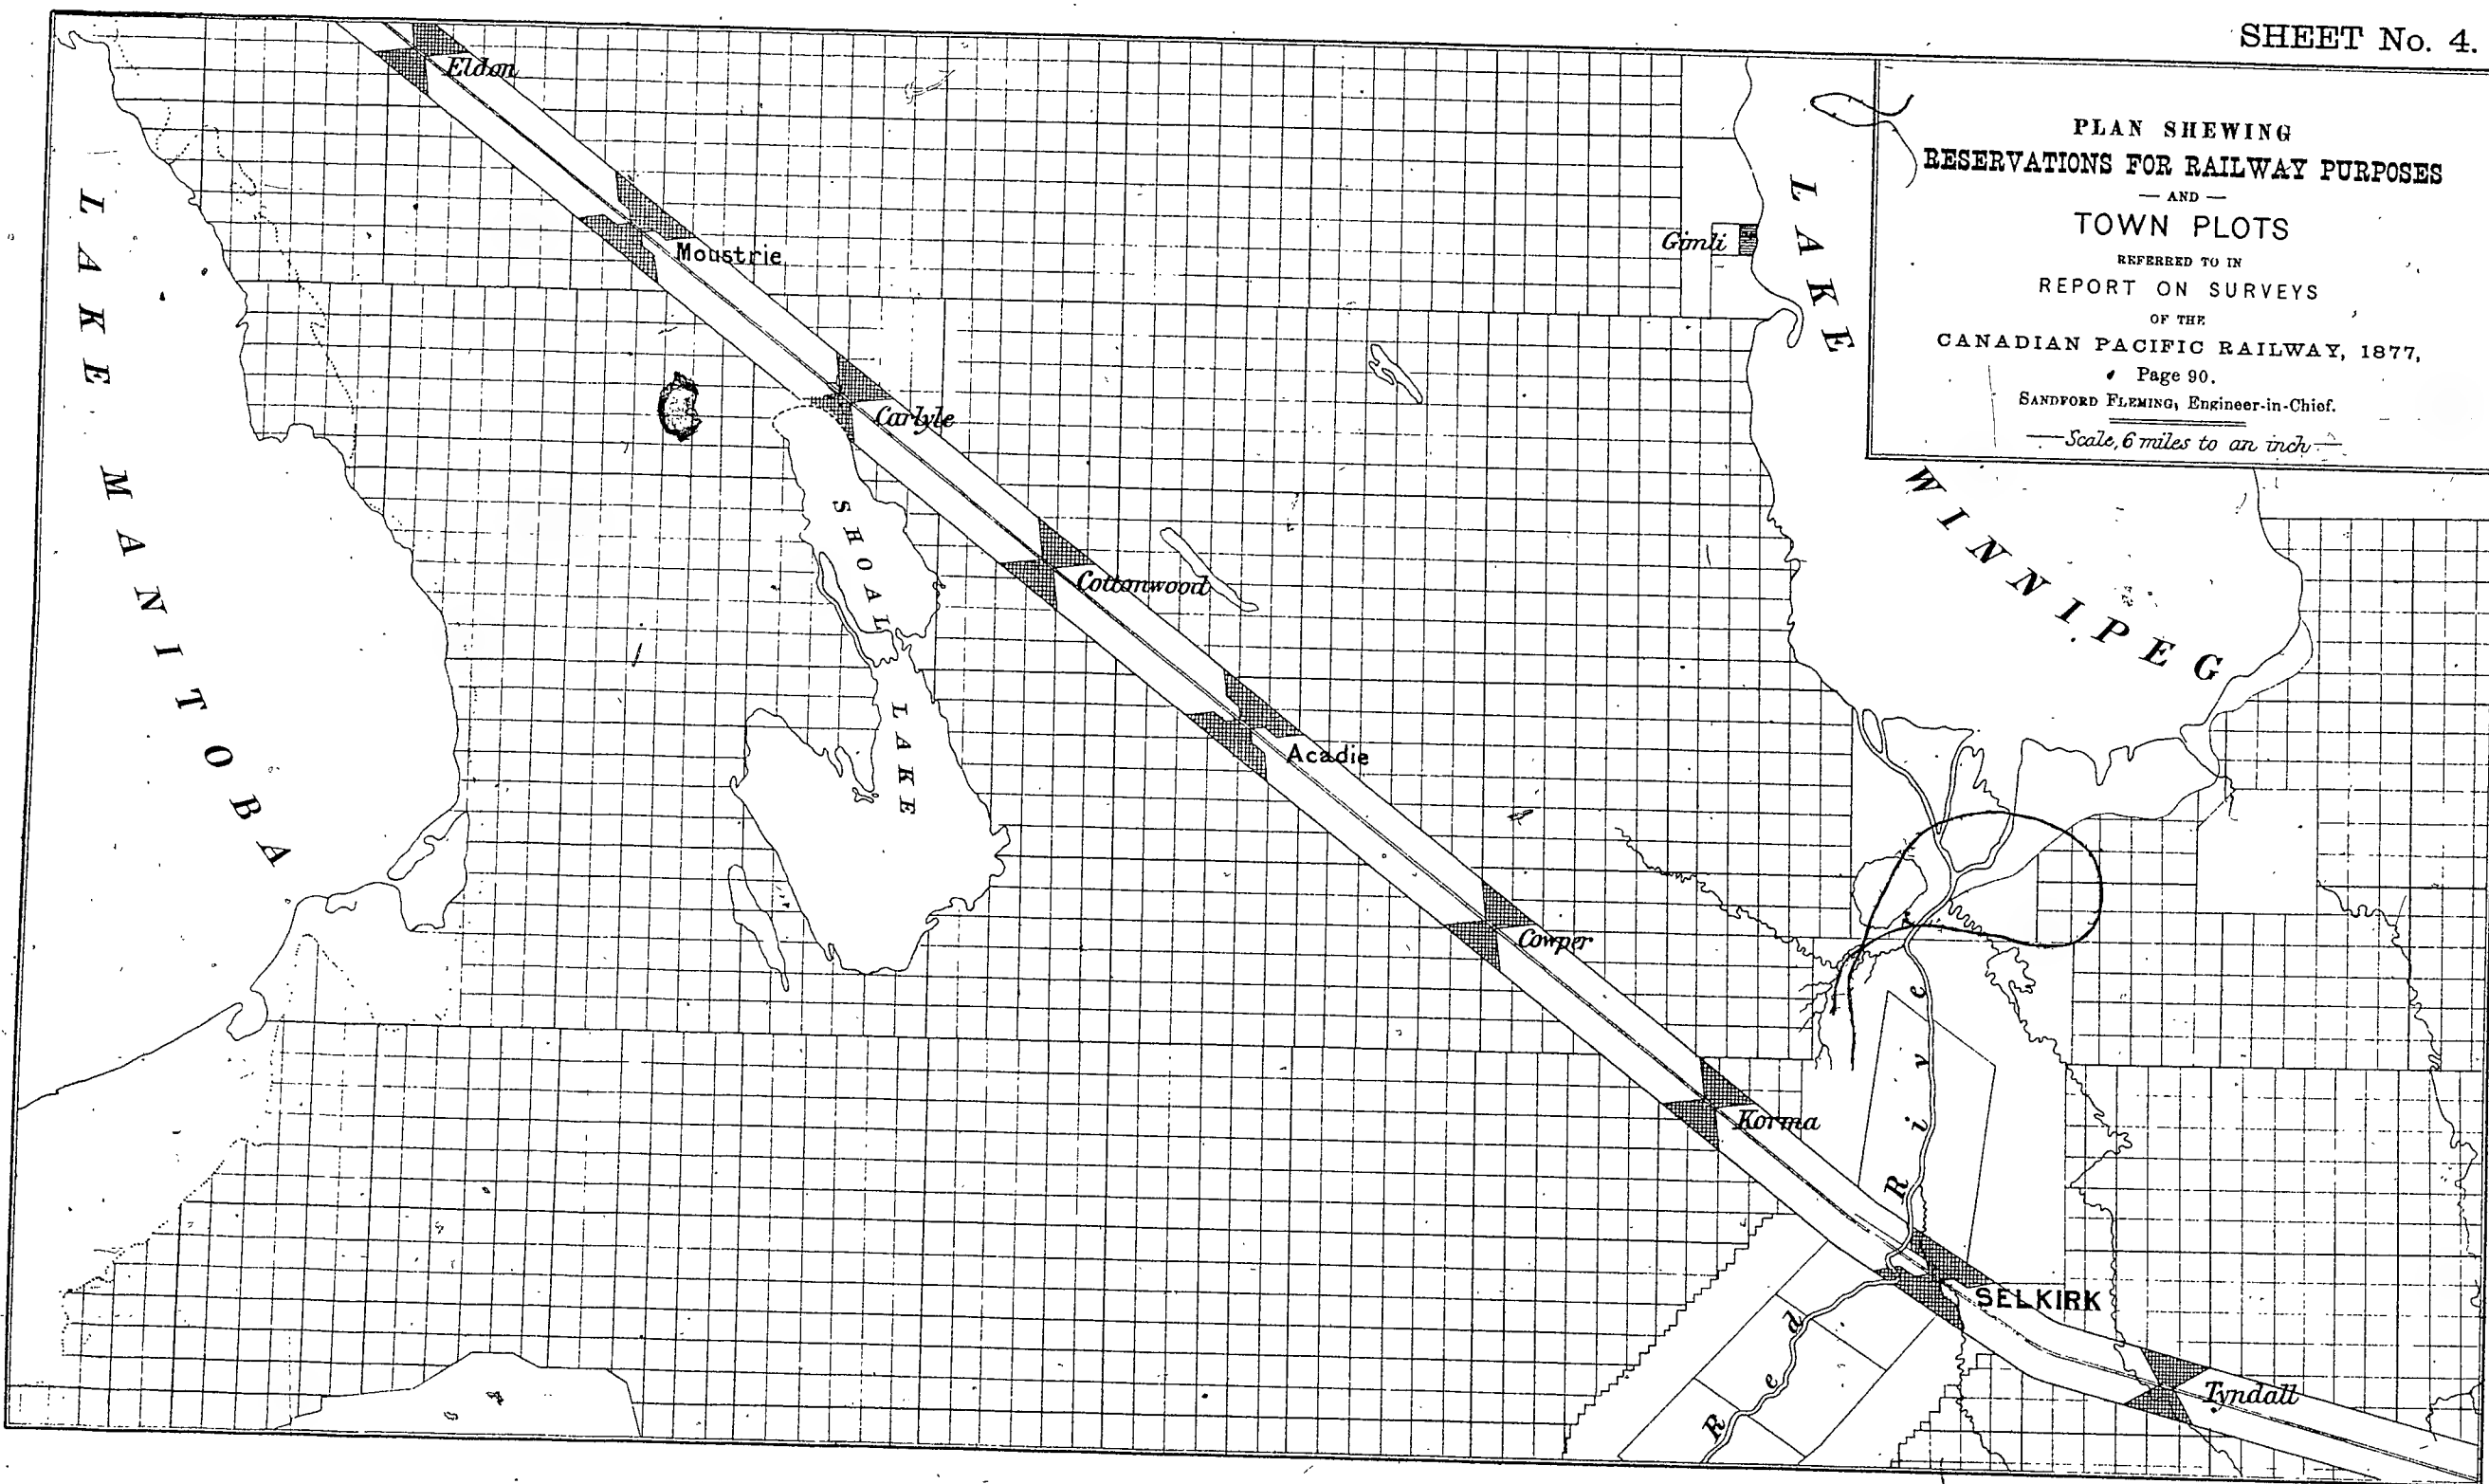 SHEET No. 4.
PLAN SHEWING
RESERVATIONS FOR RAILWAY PURPOSES
— AND —
TOWN PLOTS
REFERRED TO IN
REPORT ON SURVEYS
OF THE
CANADIAN PACIFIC RAILWAY, 1877,
Page 90.
SANDFORD FLEMING, Engineer-in-Chief.
Scale, 6 miles to an inch
Eldon
Moustrie
Gimli
Carlyle
Cottonwood
Acadie
Cowper
Korma
SELKIRK
Tyndall
LAKE MANITOBA
SHOAL LAKE
LAKE WINNIPEG
Red River